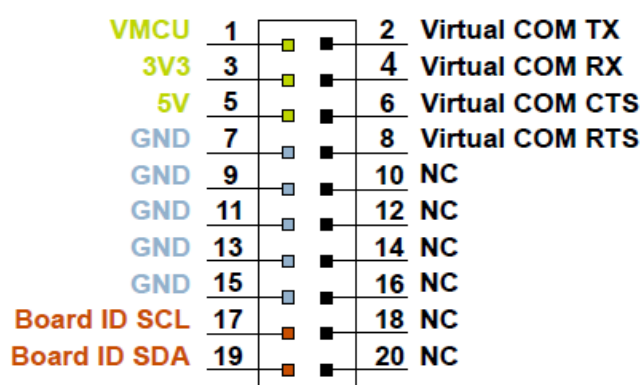 VMCU 1 2 Virtual COM TX
3V3 3 4 Virtual COM RX
5V 5 6 Virtual COM CTS
GND 7 8 Virtual COM RTS
GND 9 10 NC
GND 11 12 NC
GND 13 14 NC
GND 15 16 NC
Board ID SCL 17 18 NC
Board ID SDA 19 20 NC